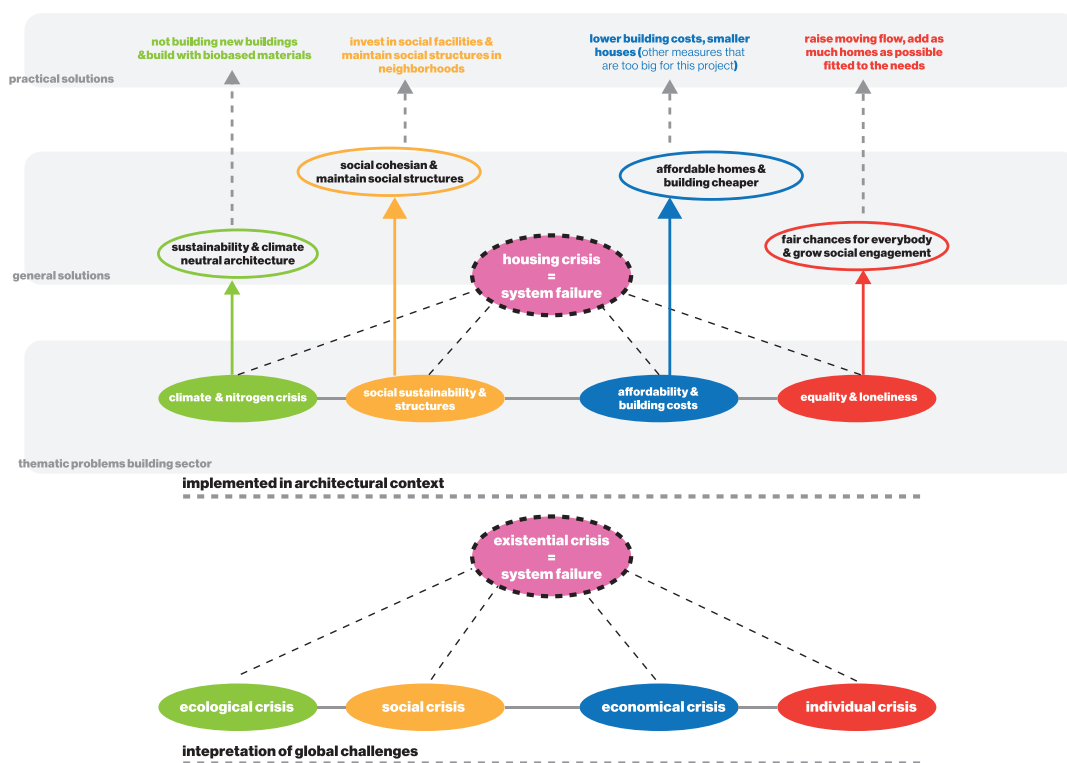 not building new buildings
&build with biobased materials
invest in social facilities &
maintain social structures in
neighborhoods
lower building costs, smaller
houses (other measures that
are too big for this project)
raise moving flow, add as
much homes as possible
fitted to the needs
practical solutions
social cohesian &
maintain social structures
affordable homes &
building cheaper
sustainability & climate
neutral architecture
fair chances for everybody
& grow social engagement
housing crisis
=
system failure
general solutions
climate & nitrogen crisis
social sustainability &
structures
affordability &
building costs
equality & loneliness
thematic problems building sector
implemented in architectural context
existential crisis
=
system failure
ecological crisis
social crisis
economical crisis
individual crisis
intepretation of global challenges